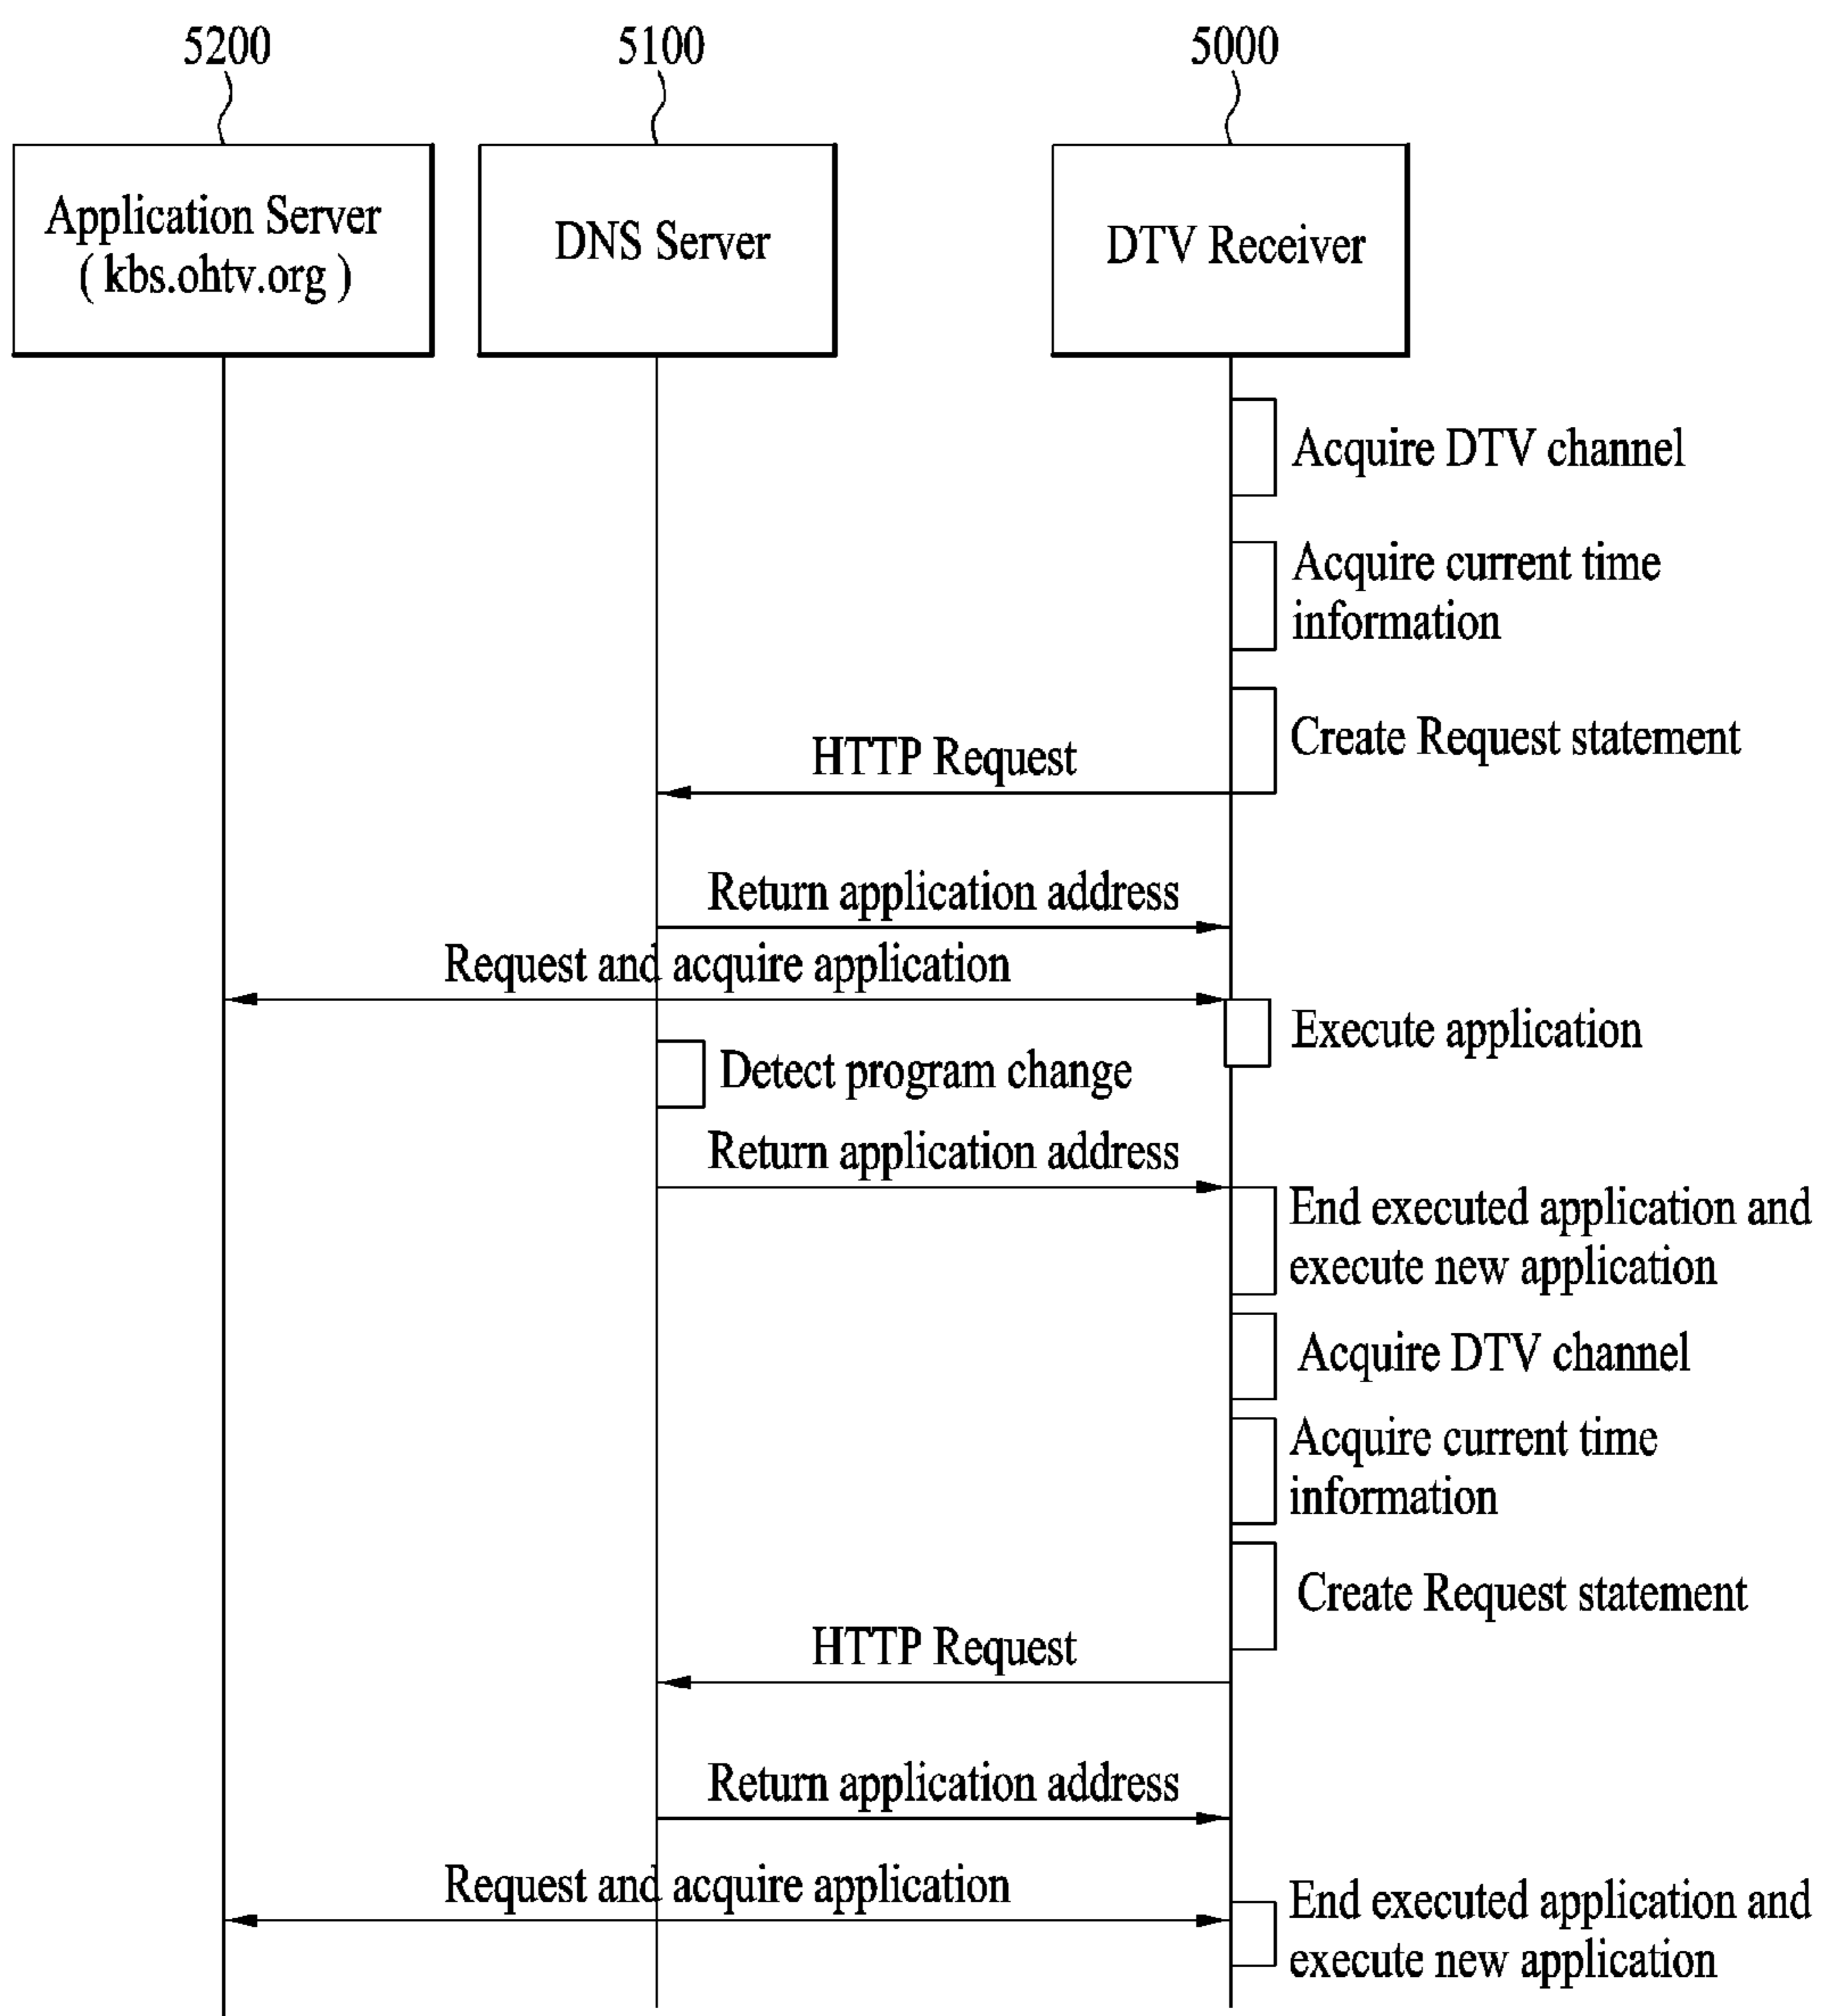 5200
5100
5000
Application Server
( kbs.ohtv.org )
DNS Server
DTV Receiver
Acquire DTV channel
Acquire current time
information
Create Request statement
HTTP Request
Return application address
Request and acquire application
Execute application
Detect program change
Return application address
End executed application and
execute new application
Acquire DTV channel
Acquire current time
information
Create Request statement
HTTP Request
Return application address
Request and acquire application
End executed application and
execute new application